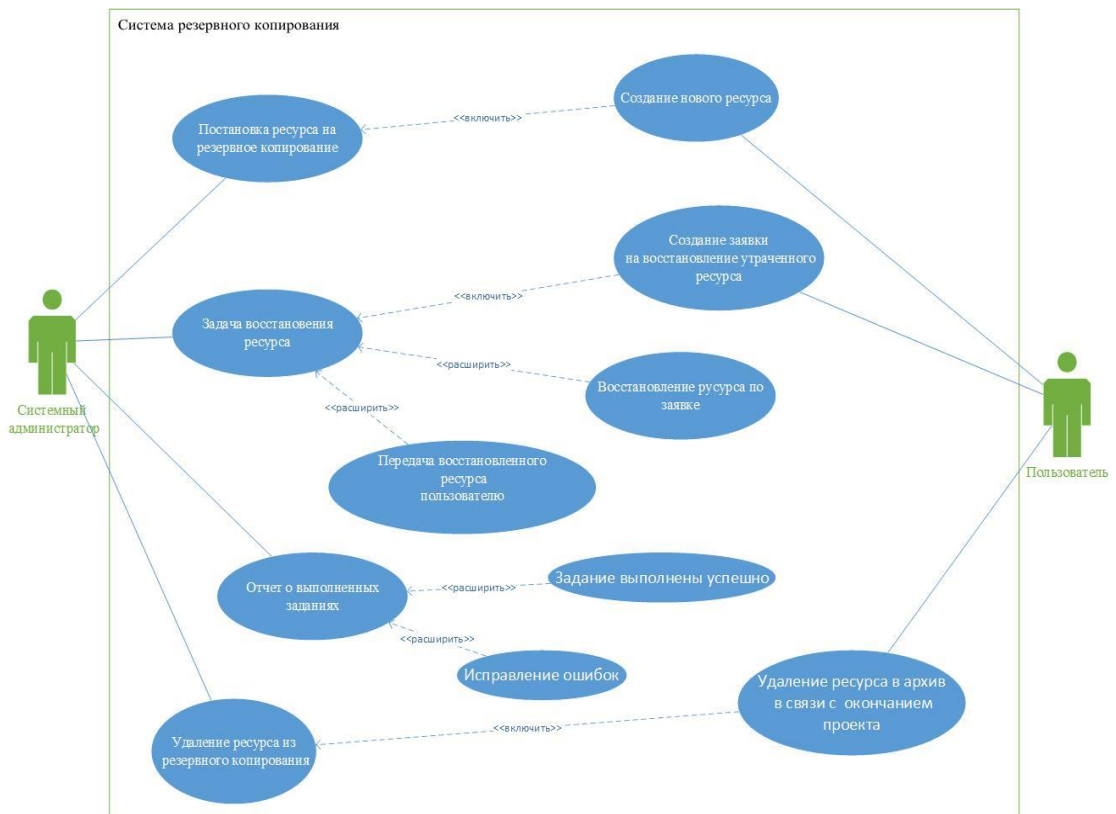 Система резервного копирования
Создание нового ресурса
<<включить>>
Постановка ресурса на
резервное копирование
Создание заявки
на восстановление утраченного
ресурса
<<включить>>
Задача восстановения
ресурса
<<расширить>>
Восстановление русурса по
заявке
<<расширить>>
Системный
администратор
Передача восстановленного
ресурса
пользователю
Пользователь
Задание выполнены успешно
<<расширить>>
Отчет о выполненных
заданиях
<<расширить>>
Исправление ошибок
Удаление ресурса в архив
в связи с окончанием
проекта
<<включить>>
Удаление ресурса из
резервного копирования